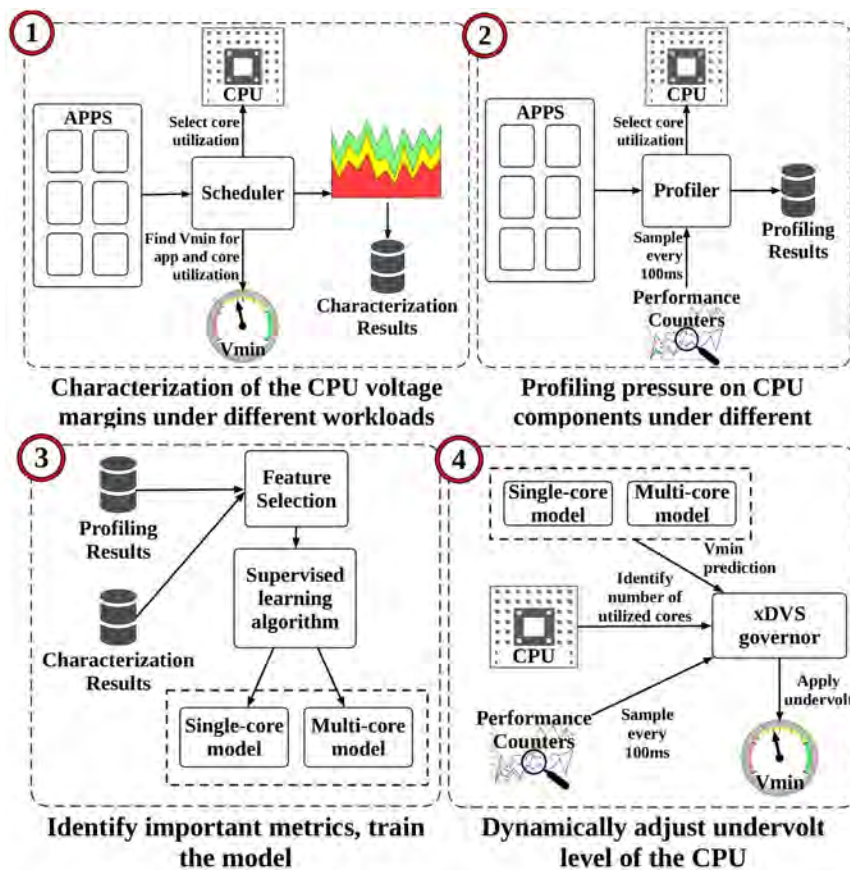 1
CPU
APPS
Select core
utilization
Scheduler
Find Vmin for
app and core
utilization
Vmin
Characterization
Results
Characterization of the CPU voltage
margins under different workloads
2
CPU
APPS
Select core
utilization
Profiler
Profiling
Results
Sample
every
100ms
Performance
Counters
Profiling pressure on CPU
components under different
3
Profiling
Results
Feature
Selection
Supervised
learning
algorithm
Characterization
Results
Single-core
model
Multi-core
model
Identify important metrics, train
the model
4
Single-core
model
Multi-core
model
Vmin
prediction
Identify
number of
utilized cores
CPU
xDVS
governor
Apply
undervolt
Performance
Counters
Sample
every
100ms
Vmin
Dynamically adjust undervolt
level of the CPU